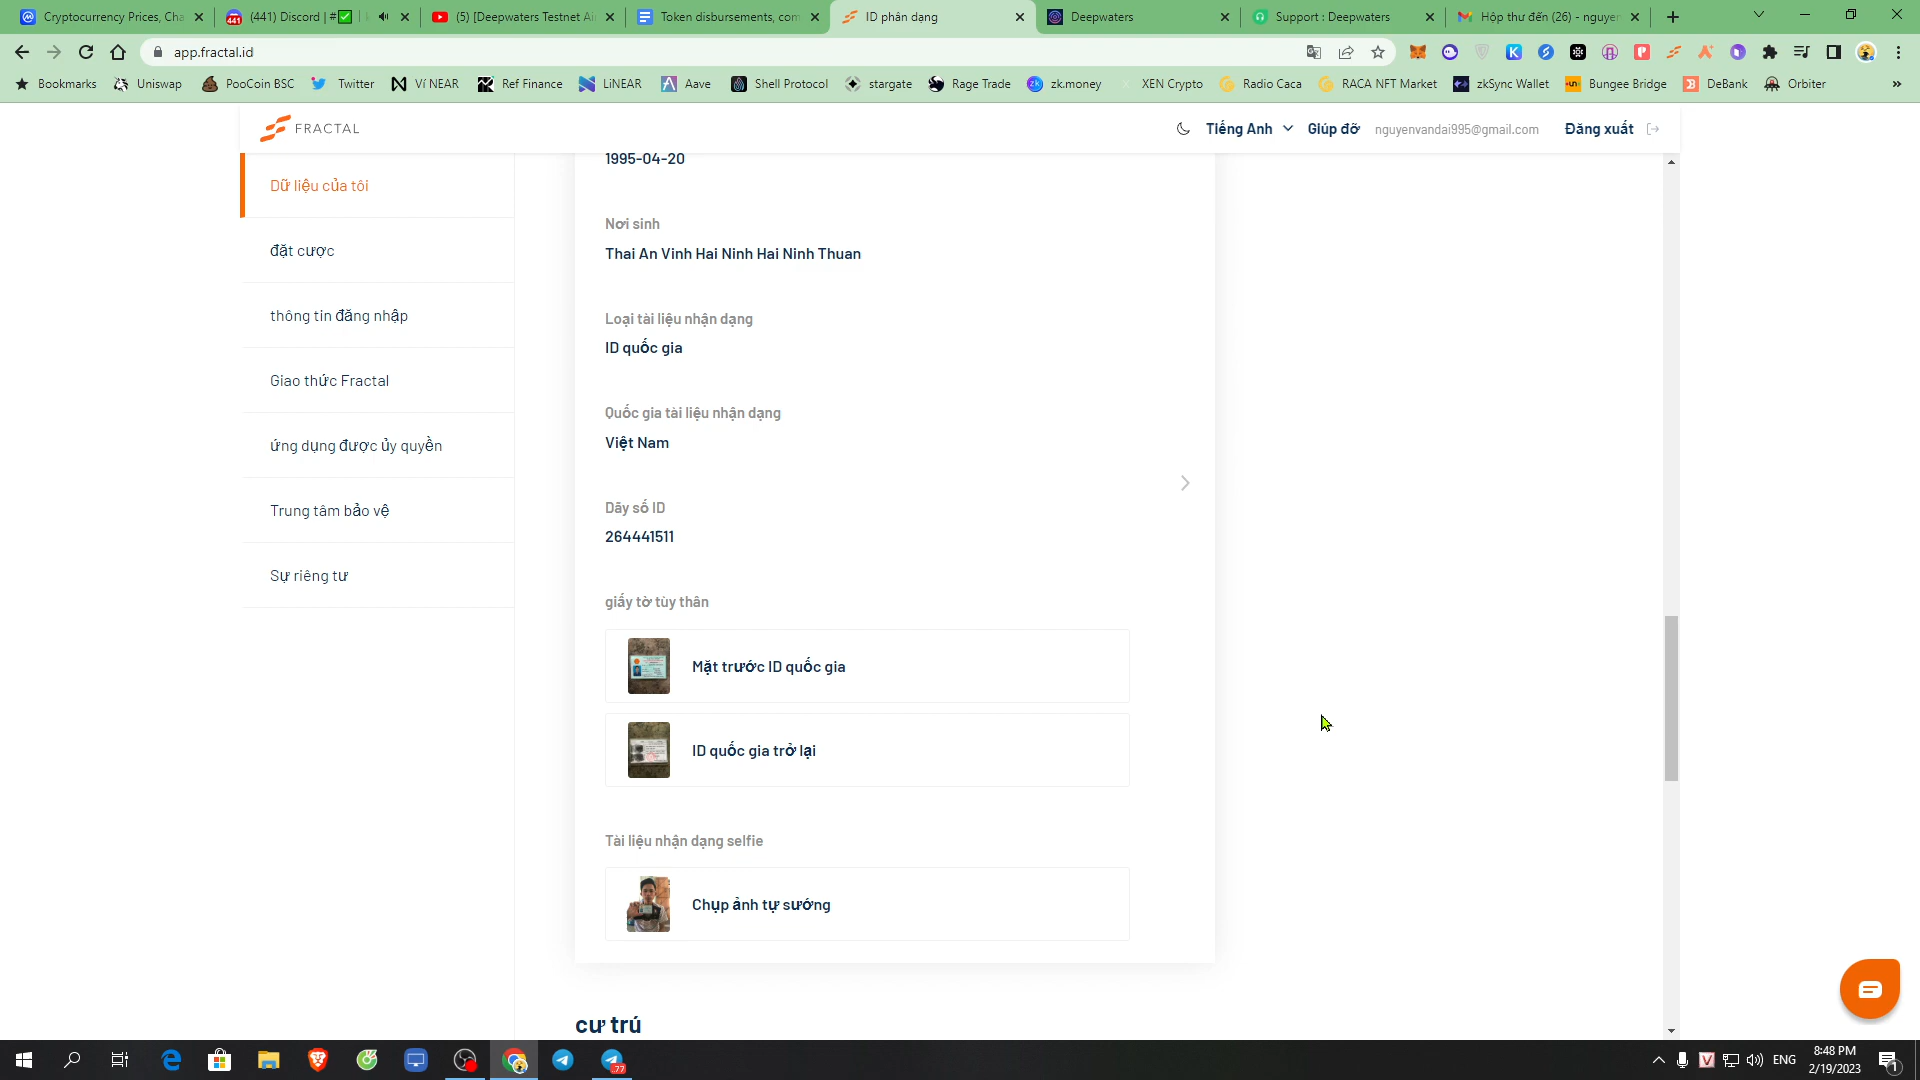 Cryptocurrency Prices, Cha
(441) Discord | #
(5) [Deepwaters Testnet Ai
Token disbursements, com
ID phân dạng
Deepwaters
Support : Deepwaters
Hộp thư đến (26) - nguyen
app.fractal.id
Bookmarks
Uniswap
PooCoin BSC
Twitter
Ví NEAR
Ref Finance
LiNEAR
Aave
Shell Protocol
stargate
Rage Trade
zk.money
XEN Crypto
Radio Caca
RACA NFT Market
zkSync Wallet
Bungee Bridge
DeBank
Orbiter
FRACTAL
Tiếng Anh
Giúp đỡ
nguyenvandai995@gmail.com
Đăng xuất
Dữ liệu của tôi
đặt cược
thông tin đăng nhập
Giao thức Fractal
ứng dụng được ủy quyền
Trung tâm bảo vệ
Sự riêng tư
1995-04-20
Nơi sinh
Thai An Vinh Hai Ninh Hai Ninh Thuan
Loại tài liệu nhận dạng
ID quốc gia
Quốc gia tài liệu nhận dạng
Việt Nam
Dãy số ID
264441511
giấy tờ tùy thân
Mặt trước ID quốc gia
ID quốc gia trở lại
Tài liệu nhận dạng selfie
Chụp ảnh tự sướng
cư trú
77
ENG
8:48 PM
2/19/2023
1